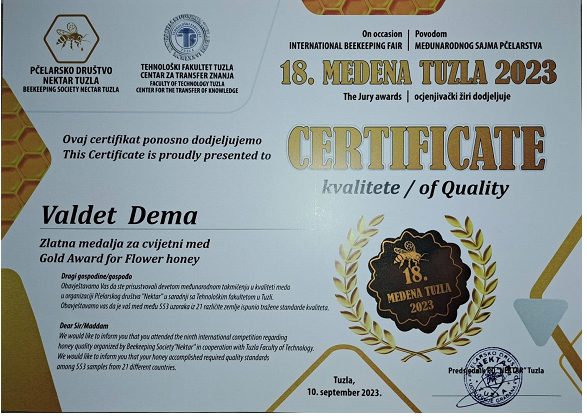 PČELARSKO DRUŠTVO
NEKTAR TUZLA
BEEKEEPING SOCIETY NEKTAR TUZLA
TEHNOLOŠKI FAKULTET TUZLA
CENTAR ZA TRANSFER ZNANJA
FACULTY OF TECHNOLOGY TUZLA
CENTER FOR THE TRANSFER OF KNOWLEDGE
On occasion | Povodom
INTERNATIONAL BEEKEEPING FAIR | MEĐUNARODNOG SAJMA PČELARSTVA
18. MEDENA TUZLA 2023
The Jury awards | ocjenjivački žiri dodjeljuje
Ovaj certifikat ponosno dodjeljujemo
This Certificate is proudly presented to
CERTIFICATE
kvalitete / of Quality
Valdet Dema
Zlatna medalja za cvijetni med
Gold Award for Flower honey
Dragi gospodine/gospođo
Obavještavamo Vas da ste prisustvovali devetom međunarodnom takmičenju u kvaliteti meda
u organizaciji Pčelarskog društva "Nektar" u saradnji sa Tehnološkim fakultetom u Tuzli.
Obavještavamo vas da je vaš med među 553 uzoraka iz 21 različite zemlje ispunio tražene standarde kvaliteta.
Dear Sir/Maddam
We would like to inform you that you attended the ninth international competition regarding
honey quality organized by Beekeeping Society "Nektar" in cooperation with Tuzla Faculty of Technology.
We would like to inform you that your honey accomplished required quality standards
among 553 samples from 21 different countries.
18.
MEDENA TUZLA
2023
Tuzla,
10. september 2023.
"NEKTAR" Tuzla